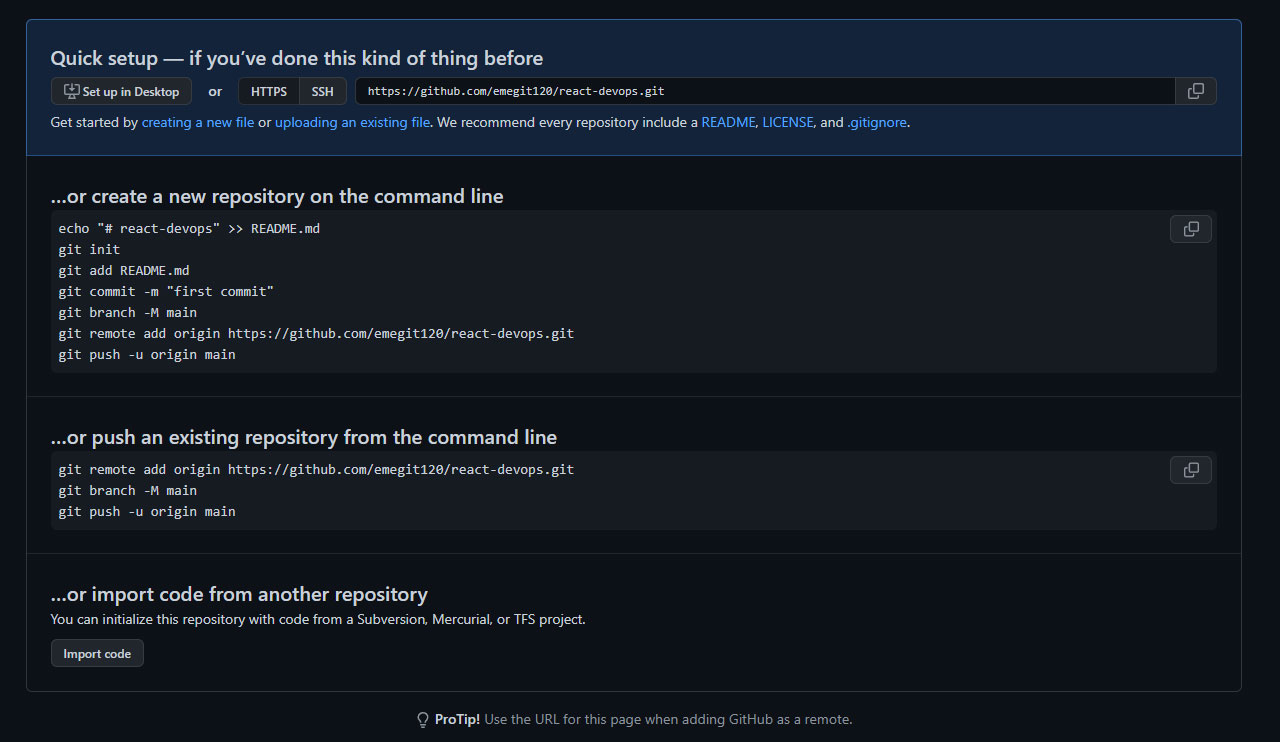 Quick setup — if you’ve done this kind of thing before
Set up in Desktop or HTTPS SSH https://github.com/emegit120/react-devops.git
Get started by creating a new file or uploading an existing file. We recommend every repository include a README, LICENSE, and .gitignore.
…or create a new repository on the command line
echo "# react-devops" >> README.md
git init
git add README.md
git commit -m "first commit"
git branch -M main
git remote add origin https://github.com/emegit120/react-devops.git
git push -u origin main
…or push an existing repository from the command line
git remote add origin https://github.com/emegit120/react-devops.git
git branch -M main
git push -u origin main
…or import code from another repository
You can initialize this repository with code from a Subversion, Mercurial, or TFS project.
Import code
ProTip! Use the URL for this page when adding GitHub as a remote.